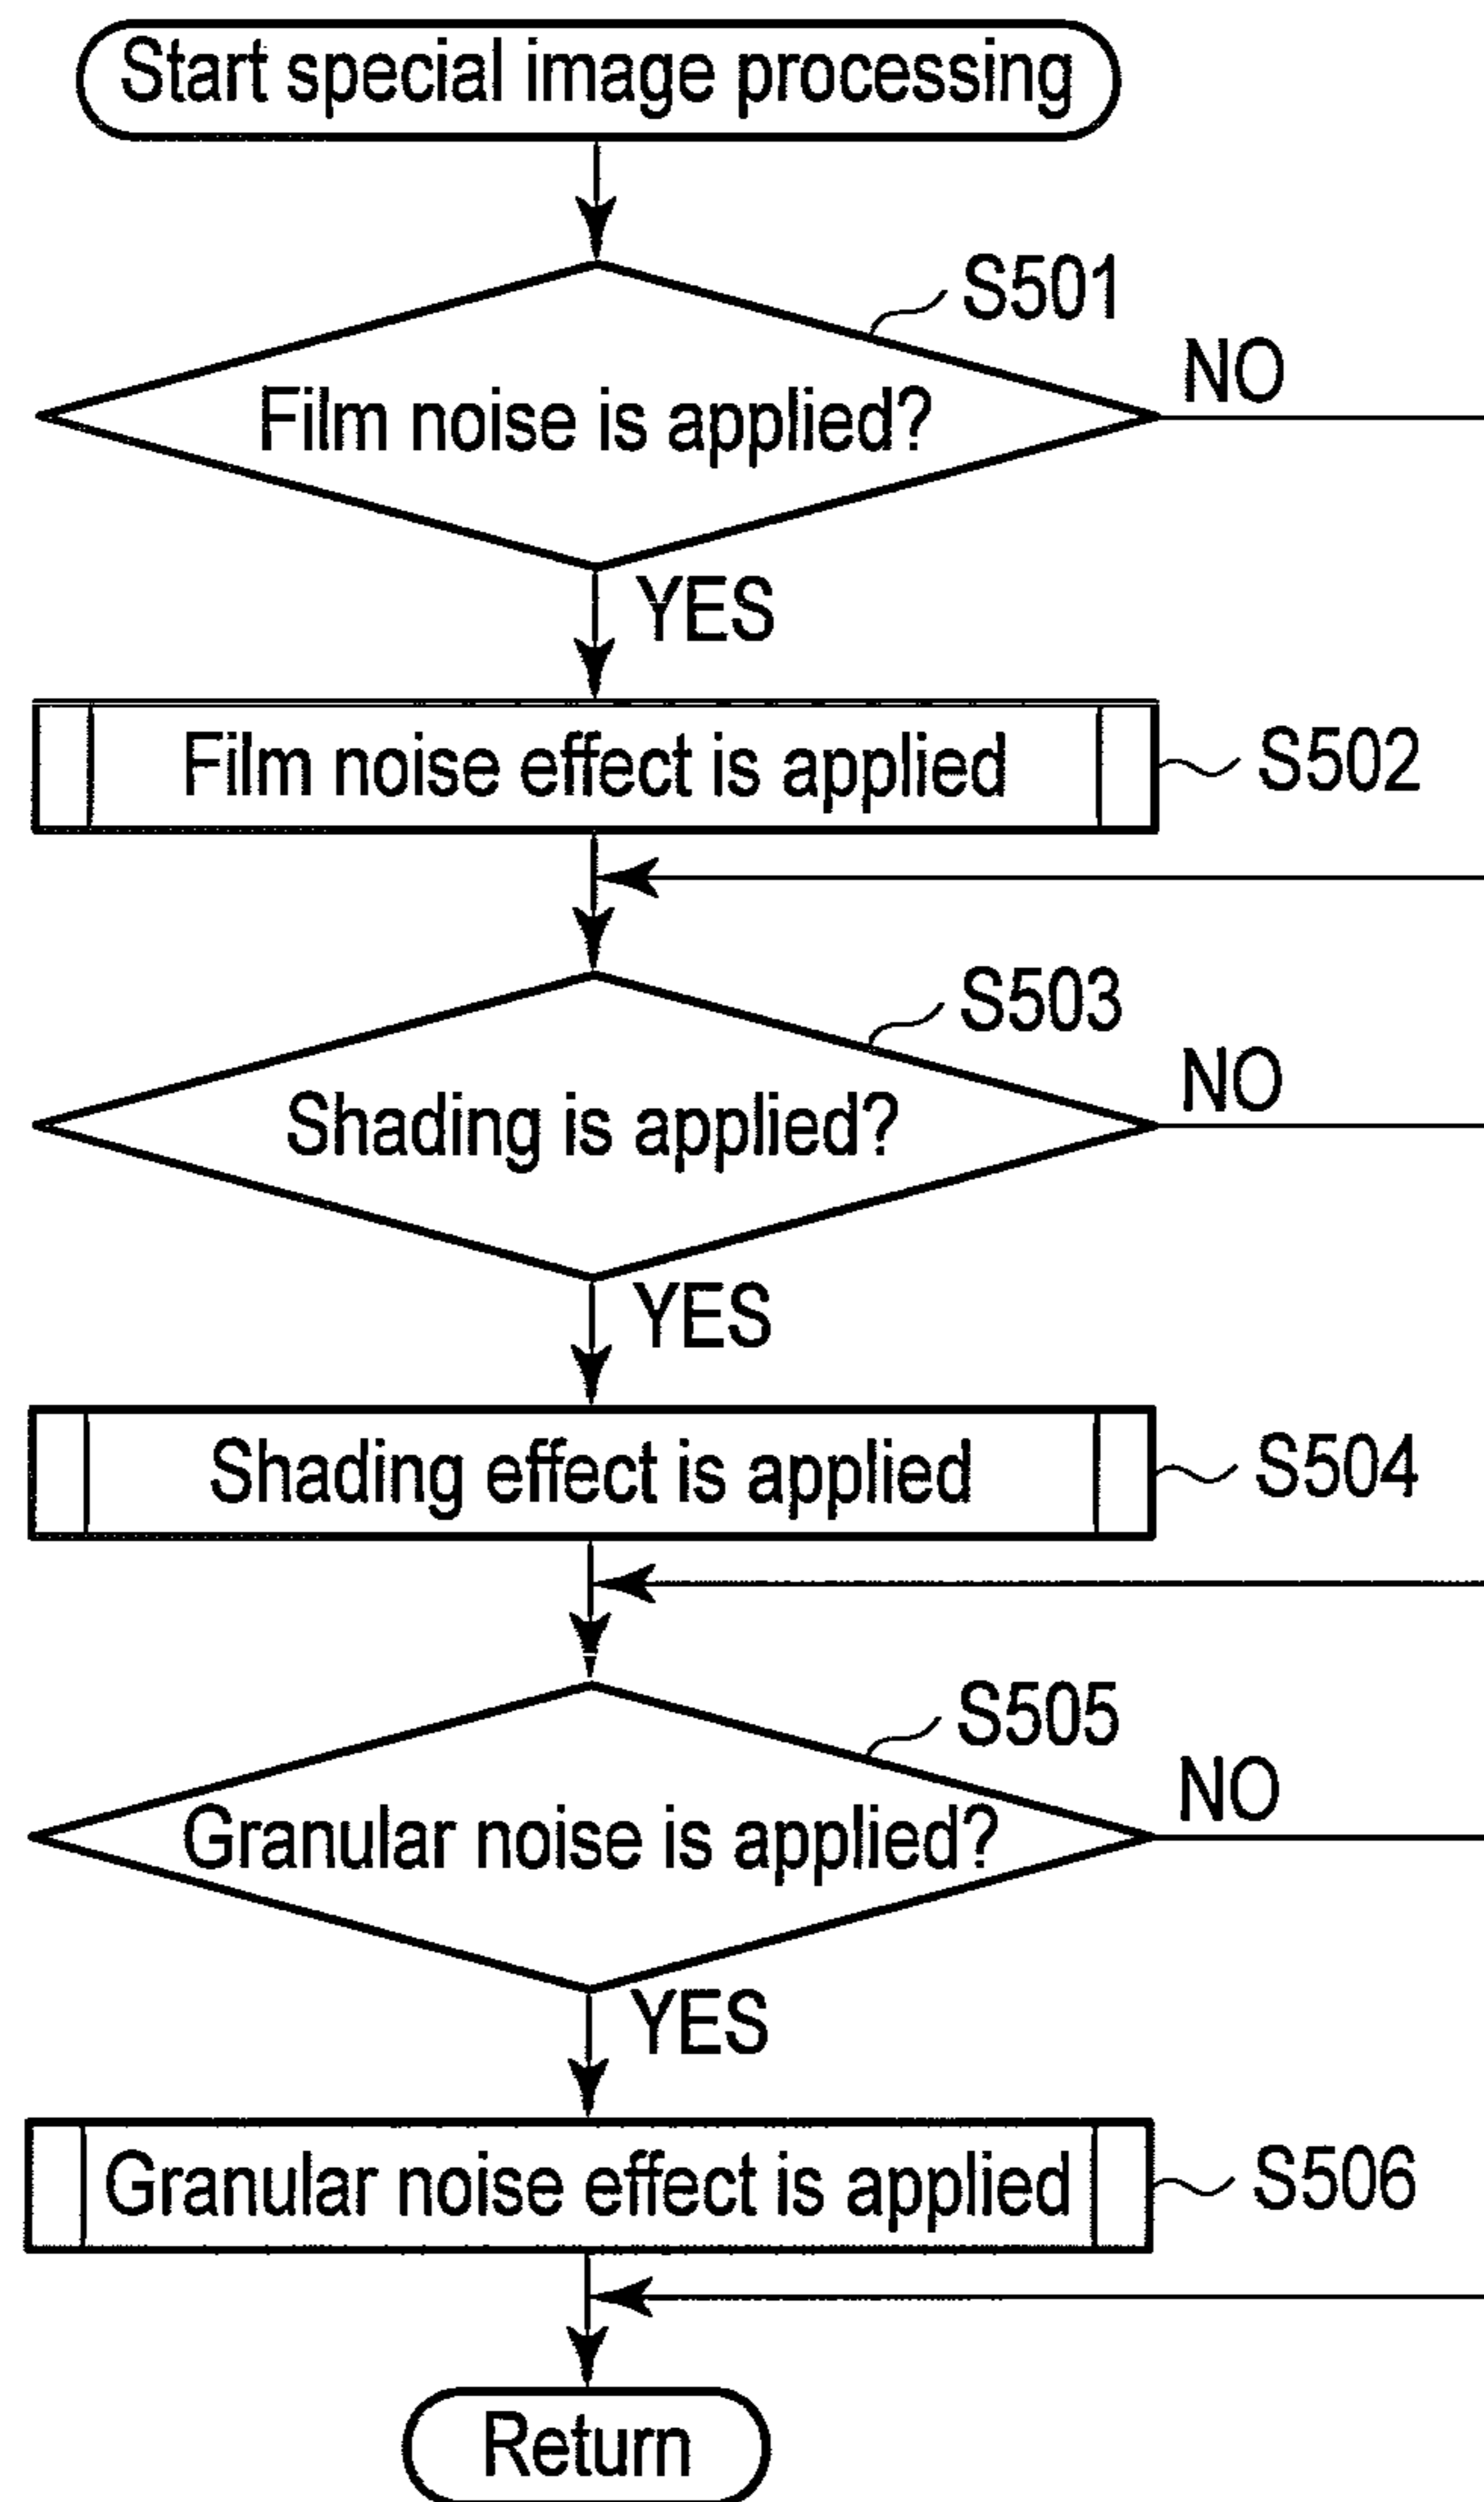 Start special image processing
S501
NO
Film noise is applied?
YES
Film noise effect is applied
S502
S503
NO
Shading is applied?
YES
Shading effect is applied
S504
S505
NO
Granular noise is applied?
YES
Granular noise effect is applied
S506
Return